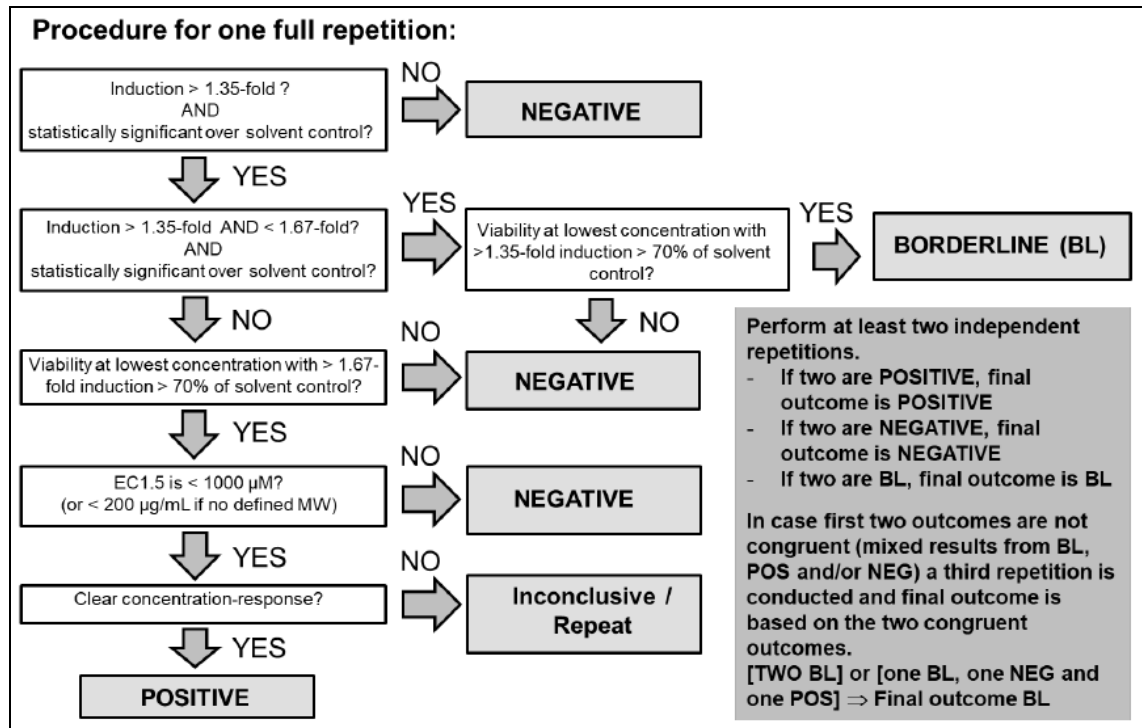 Procedure for one full repetition:
Induction > 1.35-fold ?
AND
statistically significant over solvent control?
NO
NEGATIVE
YES
Induction > 1.35-fold AND < 1.67-fold?
AND
statistically significant over solvent control?
YES
Viability at lowest concentration with
>1.35-fold induction > 70% of solvent
control?
YES
BORDERLINE (BL)
NO
NO
Viability at lowest concentration with > 1.67-
fold induction > 70% of solvent control?
NO
NEGATIVE
YES
EC1.5 is < 1000 µM?
(or < 200 µg/mL if no defined MW)
NO
NEGATIVE
YES
Clear concentration-response?
NO
Inconclusive /
Repeat
YES
POSITIVE
Perform at least two independent
repetitions.
- If two are POSITIVE, final
outcome is POSITIVE
- If two are NEGATIVE, final
outcome is NEGATIVE
- If two are BL, final outcome is BL
In case first two outcomes are not
congruent (mixed results from BL,
POS and/or NEG) a third repetition is
conducted and final outcome is
based on the two congruent
outcomes.
[TWO BL] or [one BL, one NEG and
one POS] ⇒ Final outcome BL